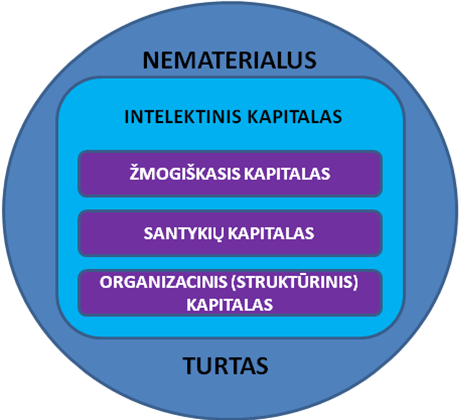 NEMATERIALUS
INTELEKTINIS KAPITALAS
ŽMOGIŠKASIS KAPITALAS
SANTYKIŲ KAPITALAS
ORGANIZACINIS (STRUKTŪRINIS)
KAPITALAS
TURTAS